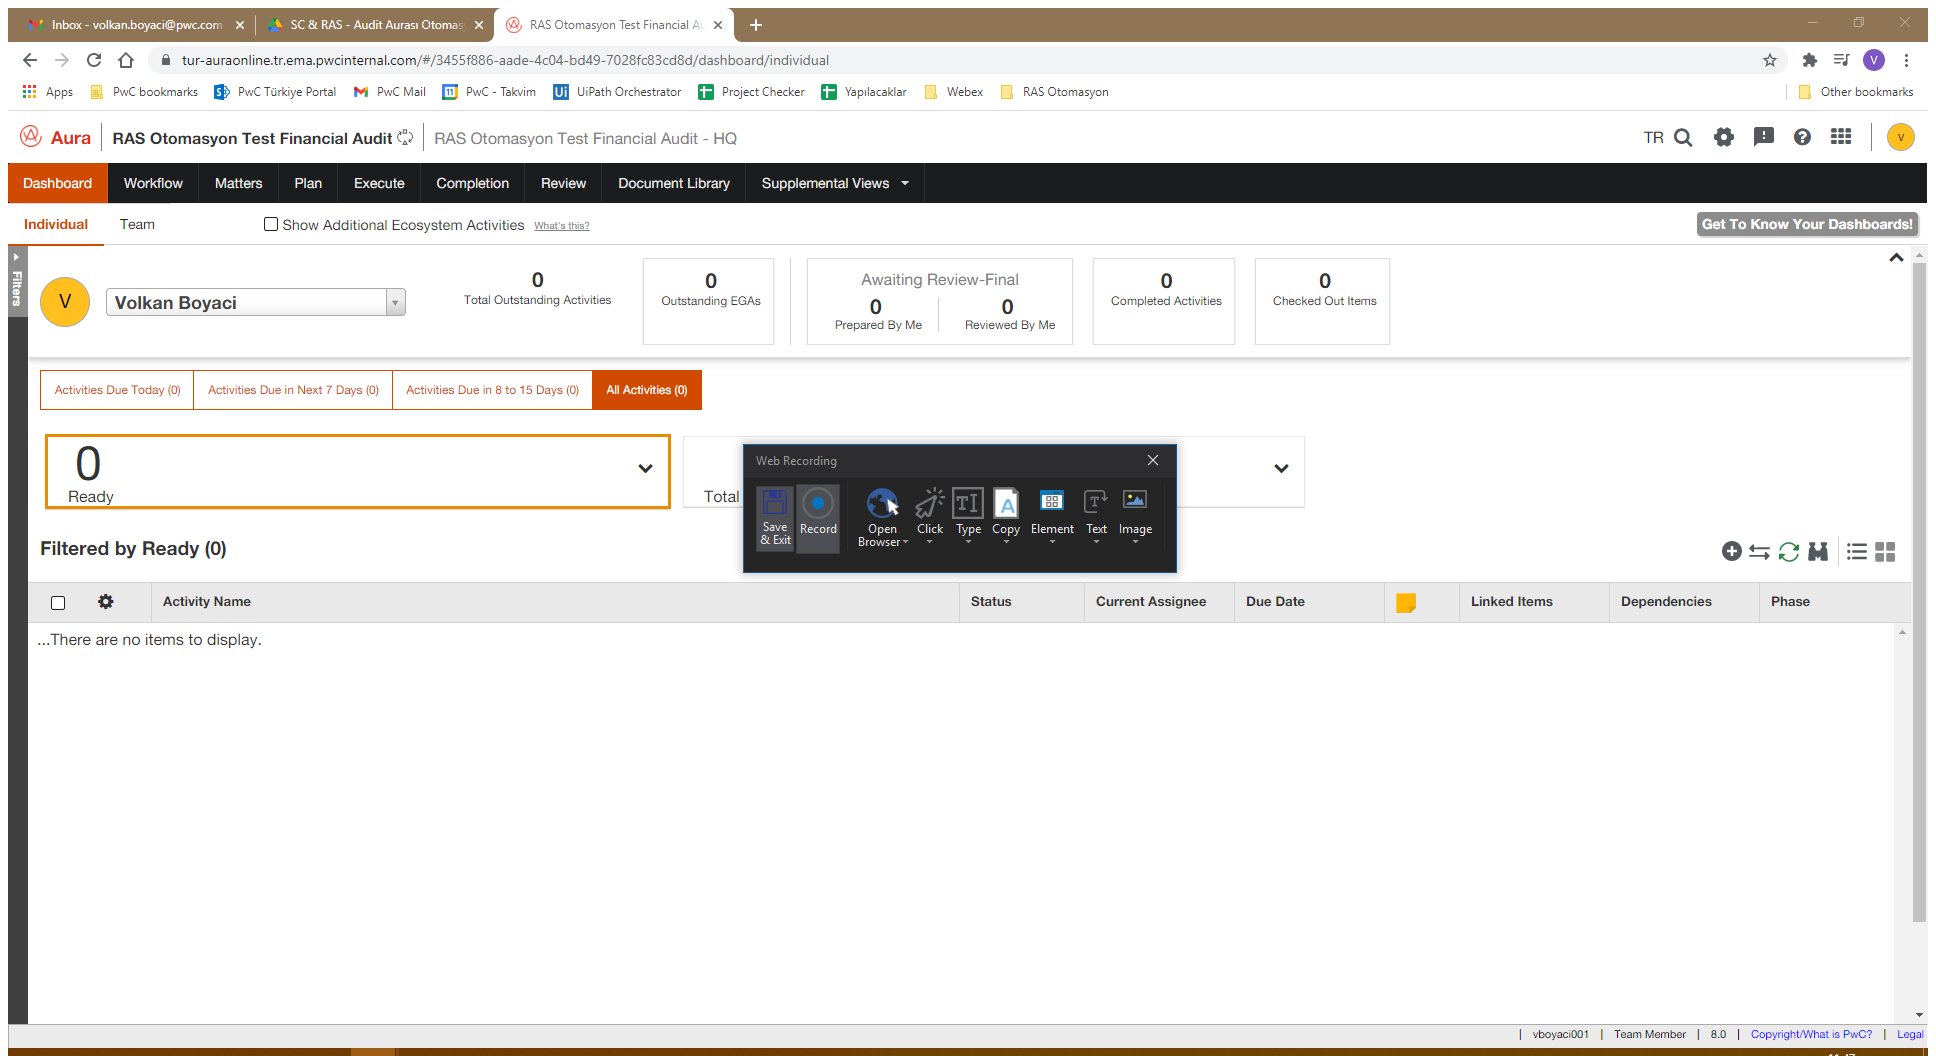 Inbox - volkan.boyaci@pwc.com
SC & RAS - Audit Aurası Otomas
RAS Otomasyon Test Financial Au
tur-auraonline.tr.ema.pwcinternal.com/#/3455f886-aade-4c04-bd49-7028fc83cd8d/dashboard/individual
V
Apps PwC bookmarks PwC Türkiye Portal PwC Mail PwC - Takvim UiPath Orchestrator Project Checker Yapılacaklar Webex RAS Otomasyon Other bookmarks
Aura RAS Otomasyon Test Financial Audit RAS Otomasyon Test Financial Audit - HQ TR V
Dashboard Workflow Matters Plan Execute Completion Review Document Library Supplemental Views
Individual Team Show Additional Ecosystem Activities What's this? Get To Know Your Dashboards!
Filters
V Volkan Boyaci
0
Total Outstanding Activities
0
Outstanding EGAs
Awaiting Review-Final
0
Prepared By Me
0
Reviewed By Me
0
Completed Activities
0
Checked Out Items
Activities Due Today (0) Activities Due in Next 7 Days (0) Activities Due in 8 to 15 Days (0) All Activities (0)
0
Ready
Total
Web Recording
Save & Exit
Record
Open Browser
Click
Type
Copy
Element
Text
Image
Filtered by Ready (0)
Activity Name Status Current Assignee Due Date Linked Items Dependencies Phase
...There are no items to display.
| vboyaci001 | Team Member | 8.0 | Copyright/What is PwC? | Legal